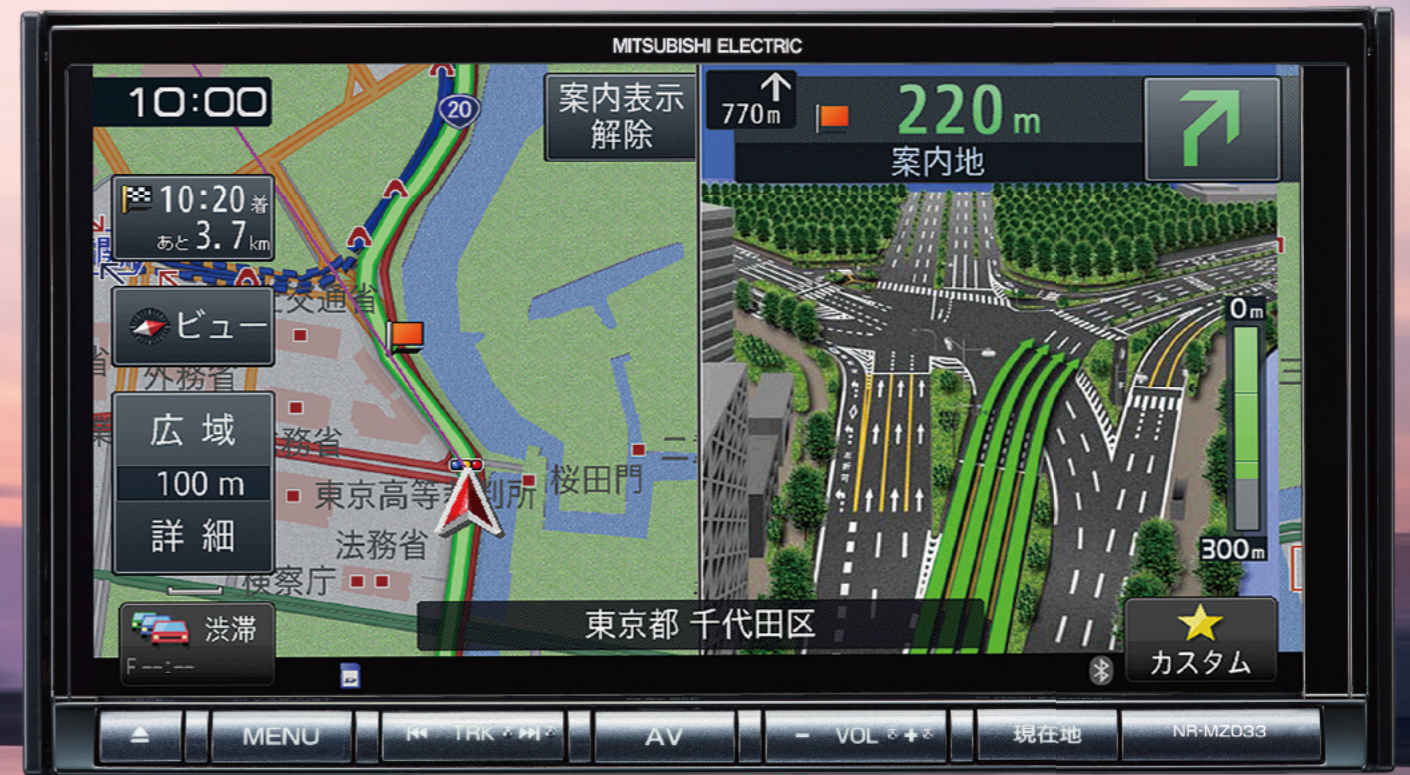 MITSUBISHI ELECTRIC
10:00
20
案内表示
解除
770m
220m
案内地
10:20着
あと3.7km
交通省
ビュー
外務省
広域
100m
詳細
務省
東京高等
判所
桜田門
二
法務省
検察庁
0m
300m
渋滞
--:--
東京都 千代田区
カスタム
MENU
TRK
AV
− VOL +
現在地
NR-MZ033